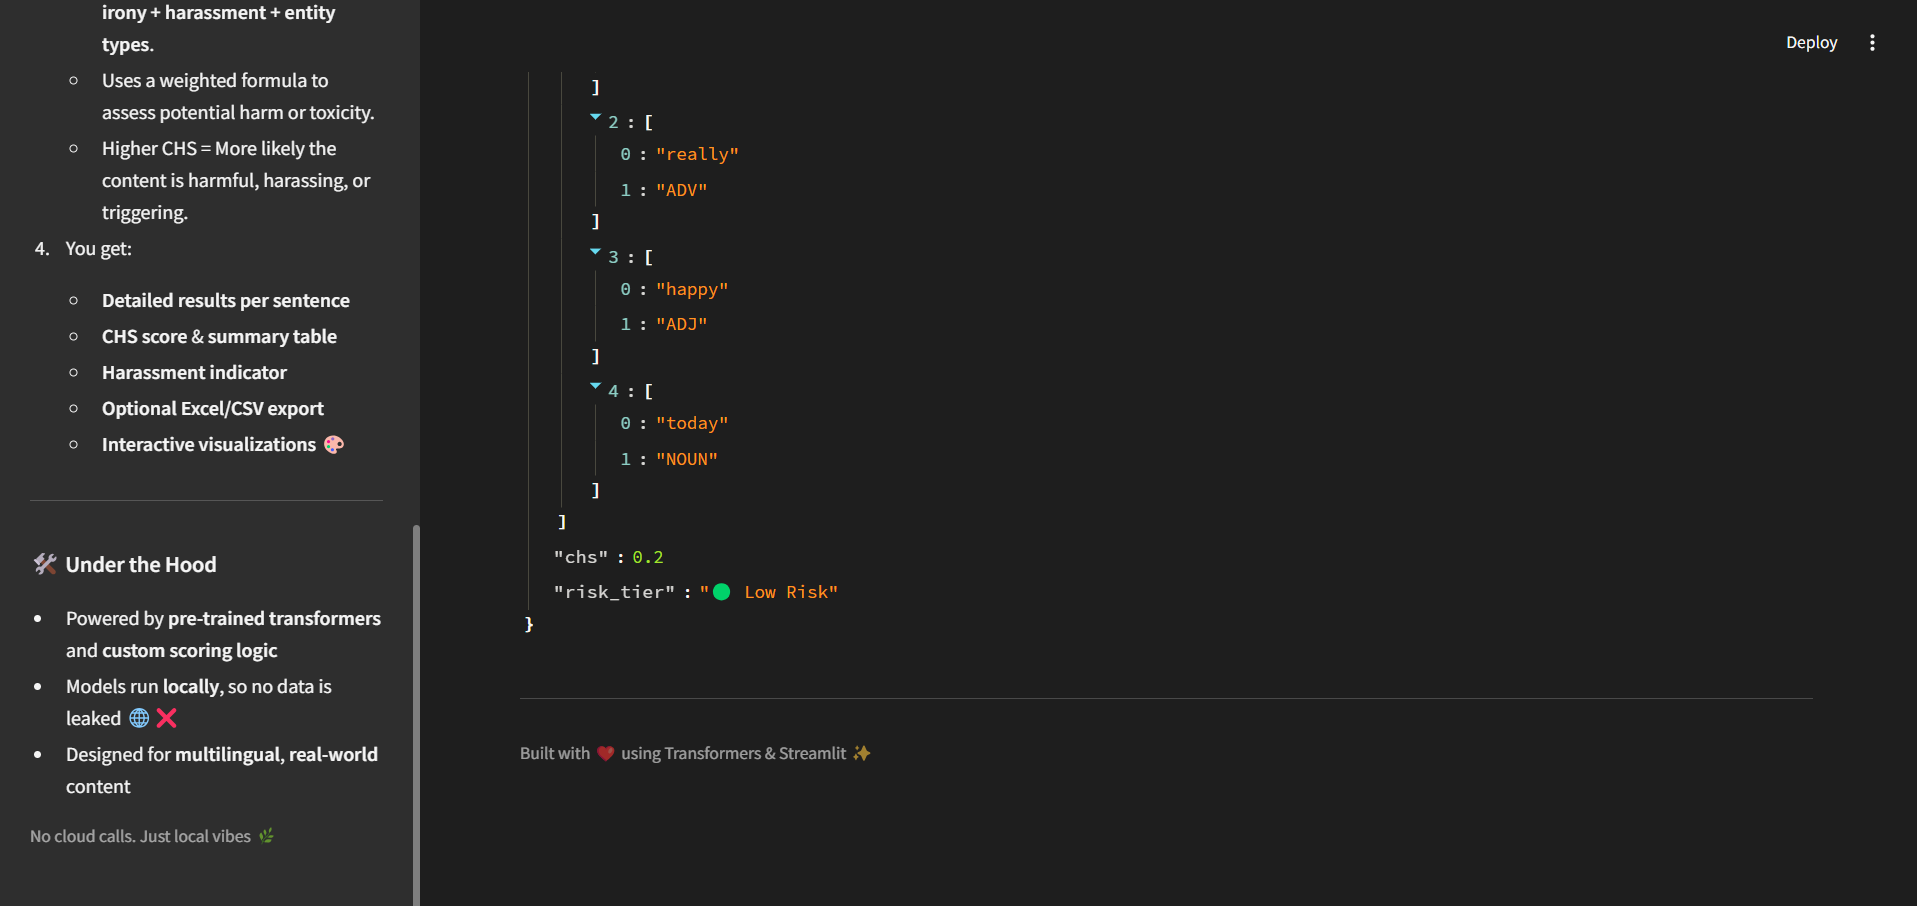 irony + harassment + entity
types.
Uses a weighted formula to
assess potential harm or toxicity.
Higher CHS = More likely the
content is harmful, harassing, or
triggering.
4. You get:
Detailed results per sentence
CHS score & summary table
Harassment indicator
Optional Excel/CSV export
Interactive visualizations 🎨
🛠️ Under the Hood
Powered by pre-trained transformers
and custom scoring logic
Models run locally, so no data is
leaked 🌐 ❌
Designed for multilingual, real-world
content
No cloud calls. Just local vibes 🌿
Deploy
]
2 : [
0 : "really"
1 : "ADV"
]
3 : [
0 : "happy"
1 : "ADJ"
]
4 : [
0 : "today"
1 : "NOUN"
]
]
"chs" : 0.2
"risk_tier" : "🟢 Low Risk"
}
Built with ❤️ using Transformers & Streamlit ✨